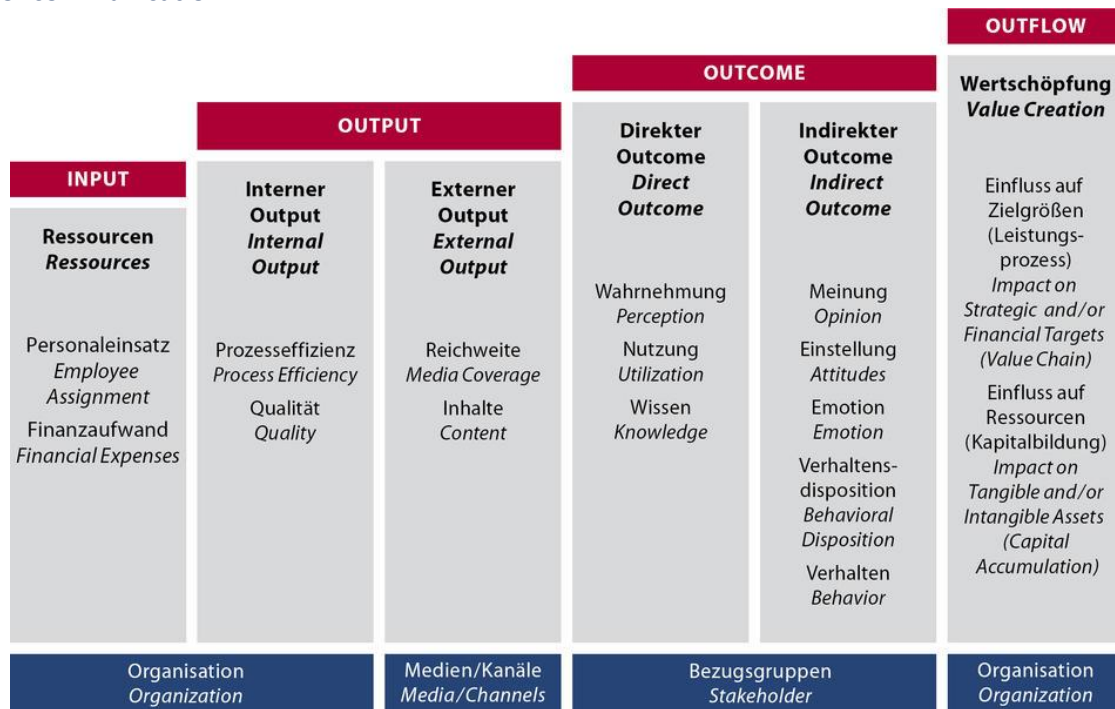 INPUT
Ressourcen
Ressources
Personaleinsatz
Employee
Assignment
Finanzaufwand
Financial Expenses
OUTPUT
Interner
Output
Internal
Output
Prozesseffizienz
Process Efficiency
Qualität
Quality
Externer
Output
External
Output
Reichweite
Media Coverage
Inhalte
Content
OUTCOME
Direkter
Outcome
Direct
Outcome
Wahrnehmung
Perception
Nutzung
Utilization
Wissen
Knowledge
Indirekter
Outcome
Indirect
Outcome
Meinung
Opinion
Einstellung
Attitudes
Emotion
Emotion
Verhaltens-
disposition
Behavioral
Disposition
Verhalten
Behavior
OUTFLOW
Wertschöpfung
Value Creation
Einfluss auf
Zielgrößen
(Leistungs-
prozess)
Impact on
Strategic and/or
Financial Targets
(Value Chain)
Einfluss auf
Ressourcen
(Kapitalbildung)
Impact on
Tangible and/or
Intangible Assets
(Capital
Accumulation)
Organisation
Organization
Medien/Kanäle
Media/Channels
Bezugsgruppen
Stakeholder
Organisation
Organization